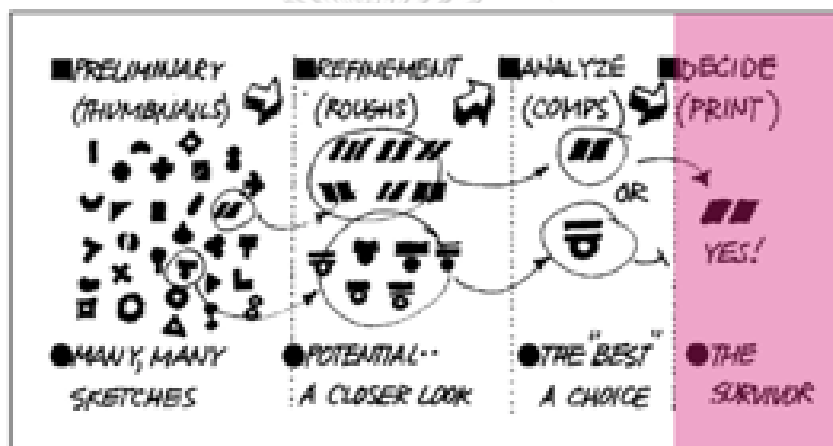 PRELIMINARY
(THUMBNAILS)
REFINEMENT
(ROUGHS)
ANALYZE
(COMPS)
DECIDE
(PRINT)
OR
YES!
MANY, MANY
SKETCHES
POTENTIAL--
A CLOSER LOOK
THE "BEST"
A CHOICE
THE
SURVIVOR